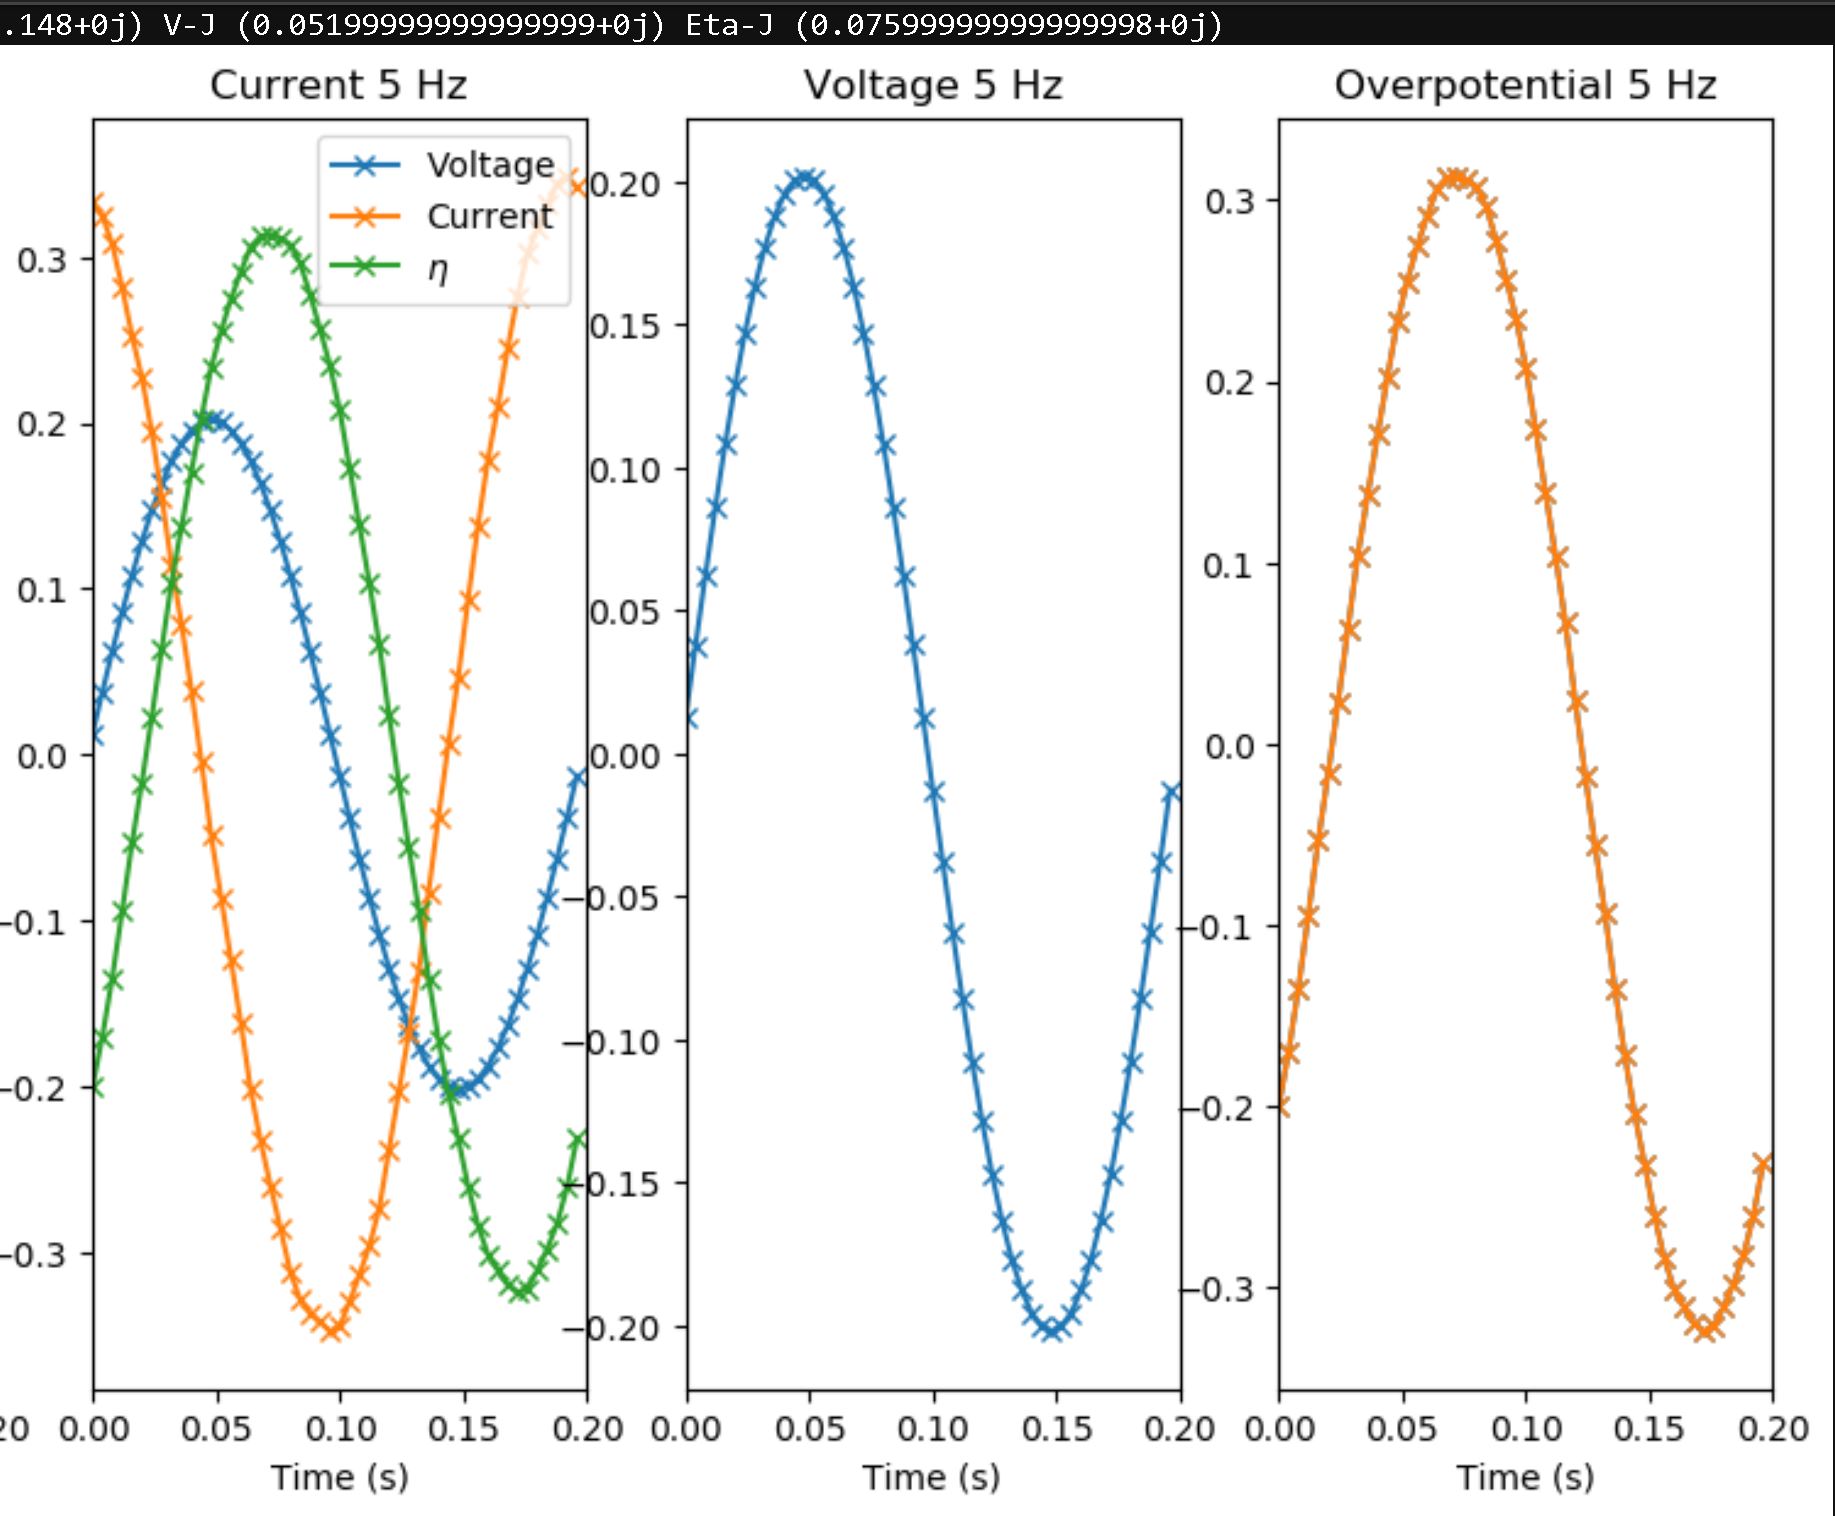 .148+0j) V-J (0.05199999999999999+0j) Eta-J (0.07599999999999998+0j)
Current 5 Hz
Voltage
Current
η
0.3
0.2
0.1
0.0
−0.1
−0.2
−0.3
20 0.00 0.05 0.10 0.15 0.20
Time (s)
Voltage 5 Hz
0.20
0.15
0.10
0.05
0.00
−0.05
−0.10
−0.15
−0.20
0.00 0.05 0.10 0.15 0.20
Time (s)
Overpotential 5 Hz
0.3
0.2
0.1
0.0
−0.1
−0.2
−0.3
0.00 0.05 0.10 0.15 0.20
Time (s)